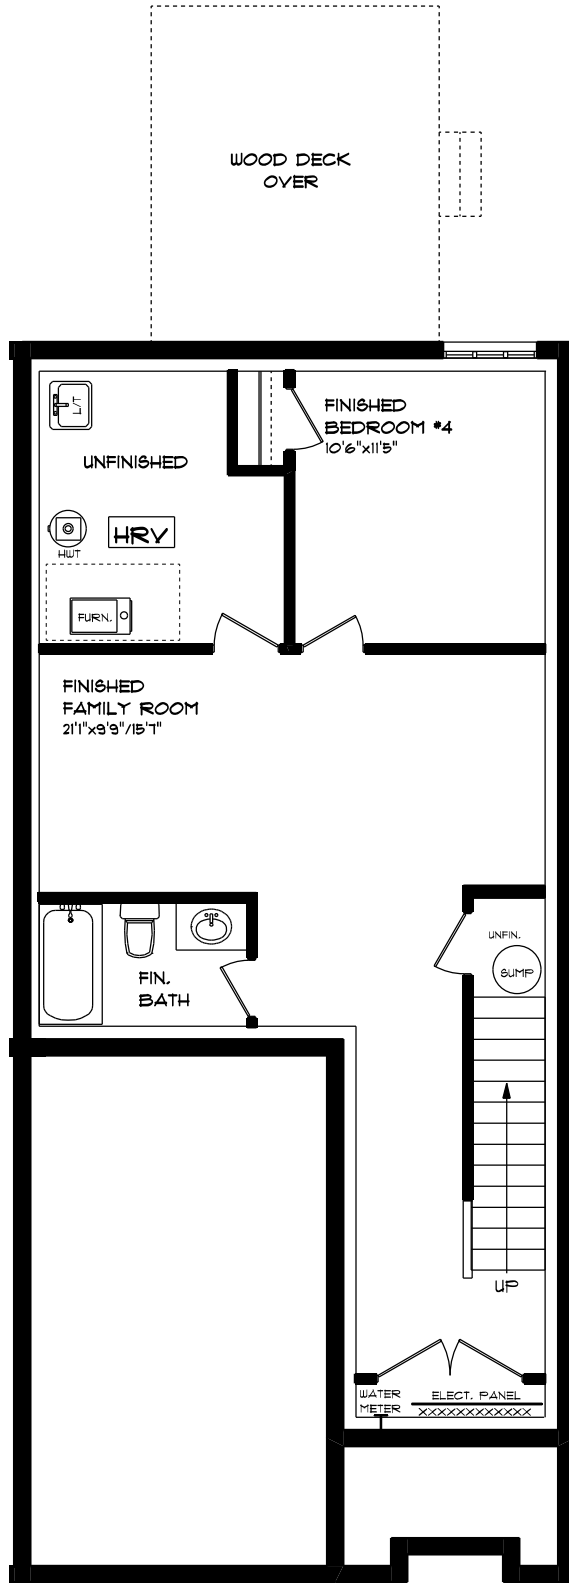 WOOD DECK
OVER
L/T
FINISHED
BEDROOM #4
10'6"x11'5"
UNFINISHED
HRV
HWT
FURN.
FINISHED
FAMILY ROOM
21'1"x9'9"/15'7"
UNFIN.
SUMP
FIN.
BATH
UP
WATER
METER
ELECT. PANEL
XXXXXXXXXXXX